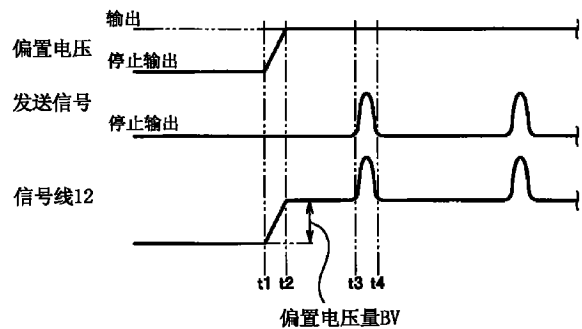 输出
偏置电压
停止输出
发送信号
停止输出
信号线12
t1 t2 t3 t4
偏置电压量BV